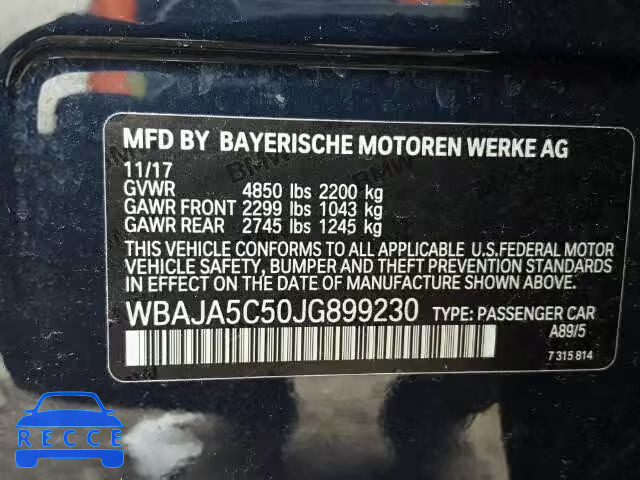 MFD BY BAYERISCHE MOTOREN WERKE AG
11/17
GVWR 4850 lbs 2200 kg
GAWR FRONT 2299 lbs 1043 kg
GAWR REAR 2745 lbs 1245 kg
THIS VEHICLE CONFORMS TO ALL APPLICABLE U.S.FEDERAL MOTOR
VEHICLE SAFETY, BUMPER AND THEFT PREVENTION STANDARDS
IN EFFECT ON THE DATE OF MANUFACTURE SHOWN ABOVE.
WBAJA5C50JG899230 TYPE: PASSENGER CAR
A89/5
7 315 814
RECCE